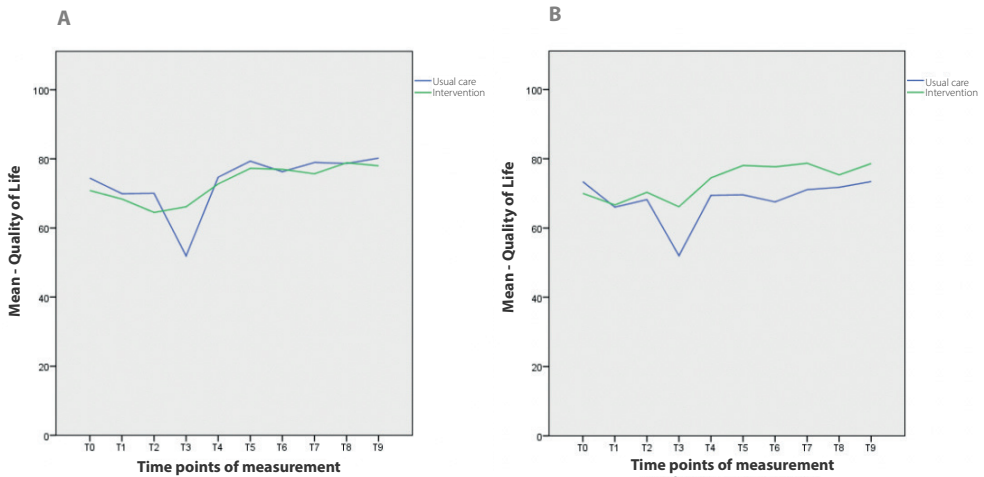 A
Mean - Quality of Life
100
80
60
40
20
0
T0 T1 T2 T3 T4 T5 T6 T7 T8 T9
Time points of measurement
Usual care
Intervention
B
Mean - Quality of Life
100
80
60
40
20
0
T0 T1 T2 T3 T4 T5 T6 T7 T8 T9
Time points of measurement
Usual care
Intervention